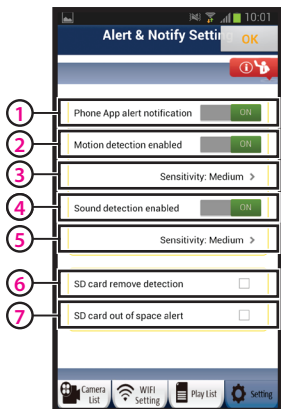 10:01
Alert & Notify Setting
OK
1 Phone App alert notification ON
2 Motion detection enabled ON
3 Sensitivity: Medium >
4 Sound detection enabled ON
5 Sensitivity: Medium >
6 SD card remove detection
7 SD card out of space alert
Camera List
WIFI Setting
Play List
Setting